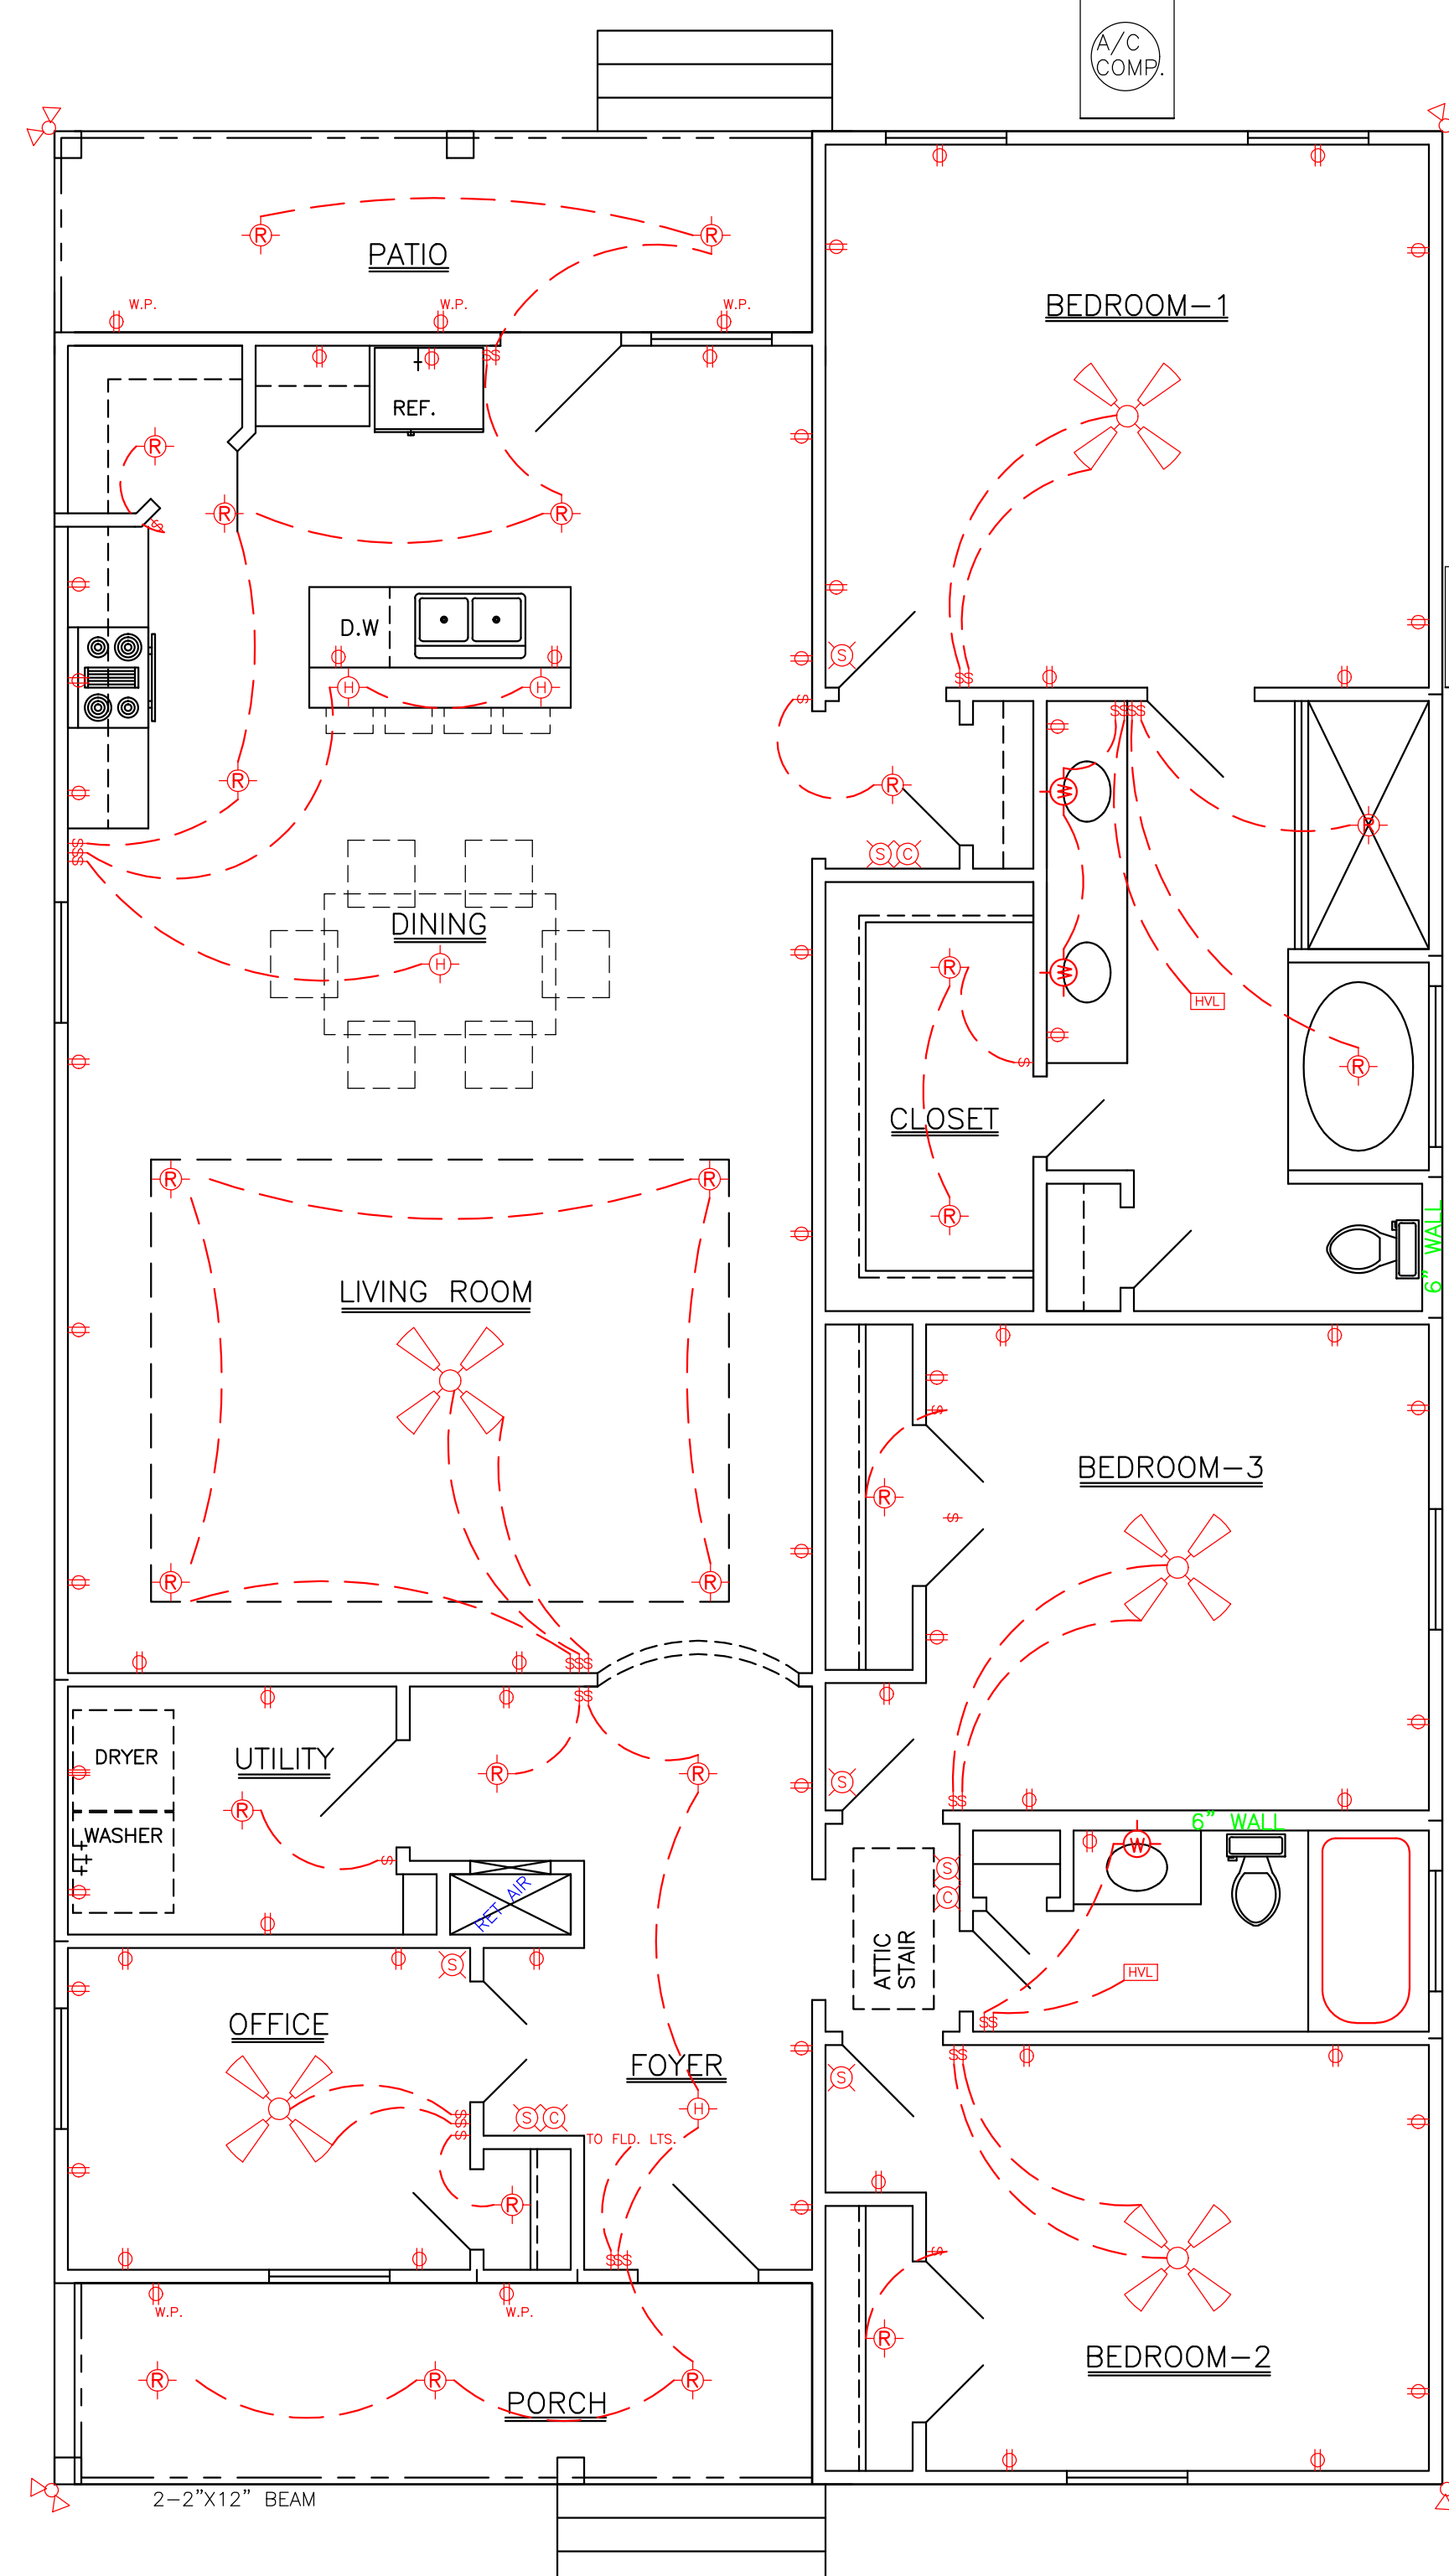 A/C
COMP.
PATIO
W.P.
W.P.
W.P.
BEDROOM-1
R
R
REF.
R
R
R
S
$
$$
D.W
H
H
S
$$
$
$$$$
R
R
W
R
S C
$
$
$
DINING
H
R
W
HVL
$
R
CLOSET
R
R
R
6" WALL
LIVING ROOM
BEDROOM-3
$
R
$
R
R
$$$
$$
DRYER
UTILITY
R
R
R
S
$$
WASHER
$
6" WALL
W
S
C
RET AIR
ATTIC
STAIR
HVL
S
OFFICE
$$
$$
FOYER
S
$
$
$
S C
H
TO FLD. LTS.
R
$$$
$
W.P.
W.P.
R
R
R
R
PORCH
BEDROOM-2
2-2"X12" BEAM